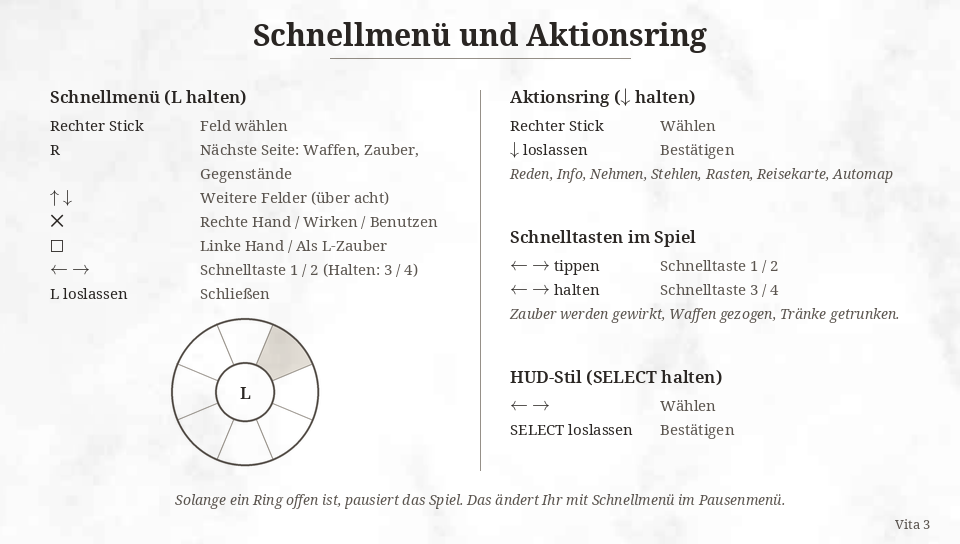 Schnellmenü und Aktionsring
Schnellmenü (L halten)
Rechter Stick Feld wählen
R Nächste Seite: Waffen, Zauber,
Gegenstände
↑↓ Weitere Felder (über acht)
✕ Rechte Hand / Wirken / Benutzen
□ Linke Hand / Als L-Zauber
← → Schnelltaste 1 / 2 (Halten: 3 / 4)
L loslassen Schließen
L
Aktionsring (↓ halten)
Rechter Stick Wählen
↓ loslassen Bestätigen
Reden, Info, Nehmen, Stehlen, Rasten, Reisekarte, Automap
Schnelltasten im Spiel
← → tippen Schnelltaste 1 / 2
← → halten Schnelltaste 3 / 4
Zauber werden gewirkt, Waffen gezogen, Tränke getrunken.
HUD-Stil (SELECT halten)
← → Wählen
SELECT loslassen Bestätigen
Solange ein Ring offen ist, pausiert das Spiel. Das ändert Ihr mit Schnellmenü im Pausenmenü.
Vita 3